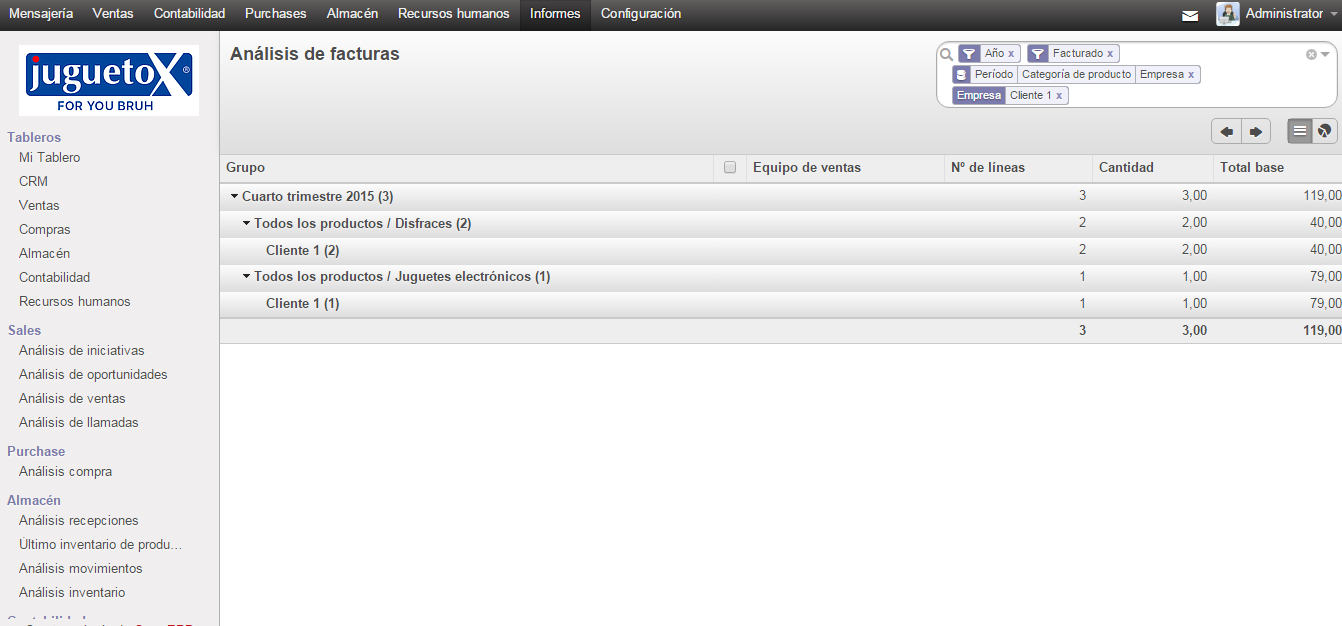 Mensajería Ventas Contabilidad Purchases Almacén Recursos humanos Informes Configuración Administrator
juguetoX®
FOR YOU BRUH
Tableros
Mi Tablero
CRM
Ventas
Compras
Almacén
Contabilidad
Recursos humanos
Sales
Análisis de iniciativas
Análisis de oportunidades
Análisis de ventas
Análisis de llamadas
Purchase
Análisis compra
Almacén
Análisis recepciones
Último inventario de produ...
Análisis movimientos
Análisis inventario
Análisis de facturas
Año x Facturado x
Período Categoría de producto Empresa x
Empresa Cliente 1 x
Grupo Equipo de ventas Nº de líneas Cantidad Total base
Cuarto trimestre 2015 (3) 3 3,00 119,00
Todos los productos / Disfraces (2) 2 2,00 40,00
Cliente 1 (2) 2 2,00 40,00
Todos los productos / Juguetes electrónicos (1) 1 1,00 79,00
Cliente 1 (1) 1 1,00 79,00
3 3,00 119,00